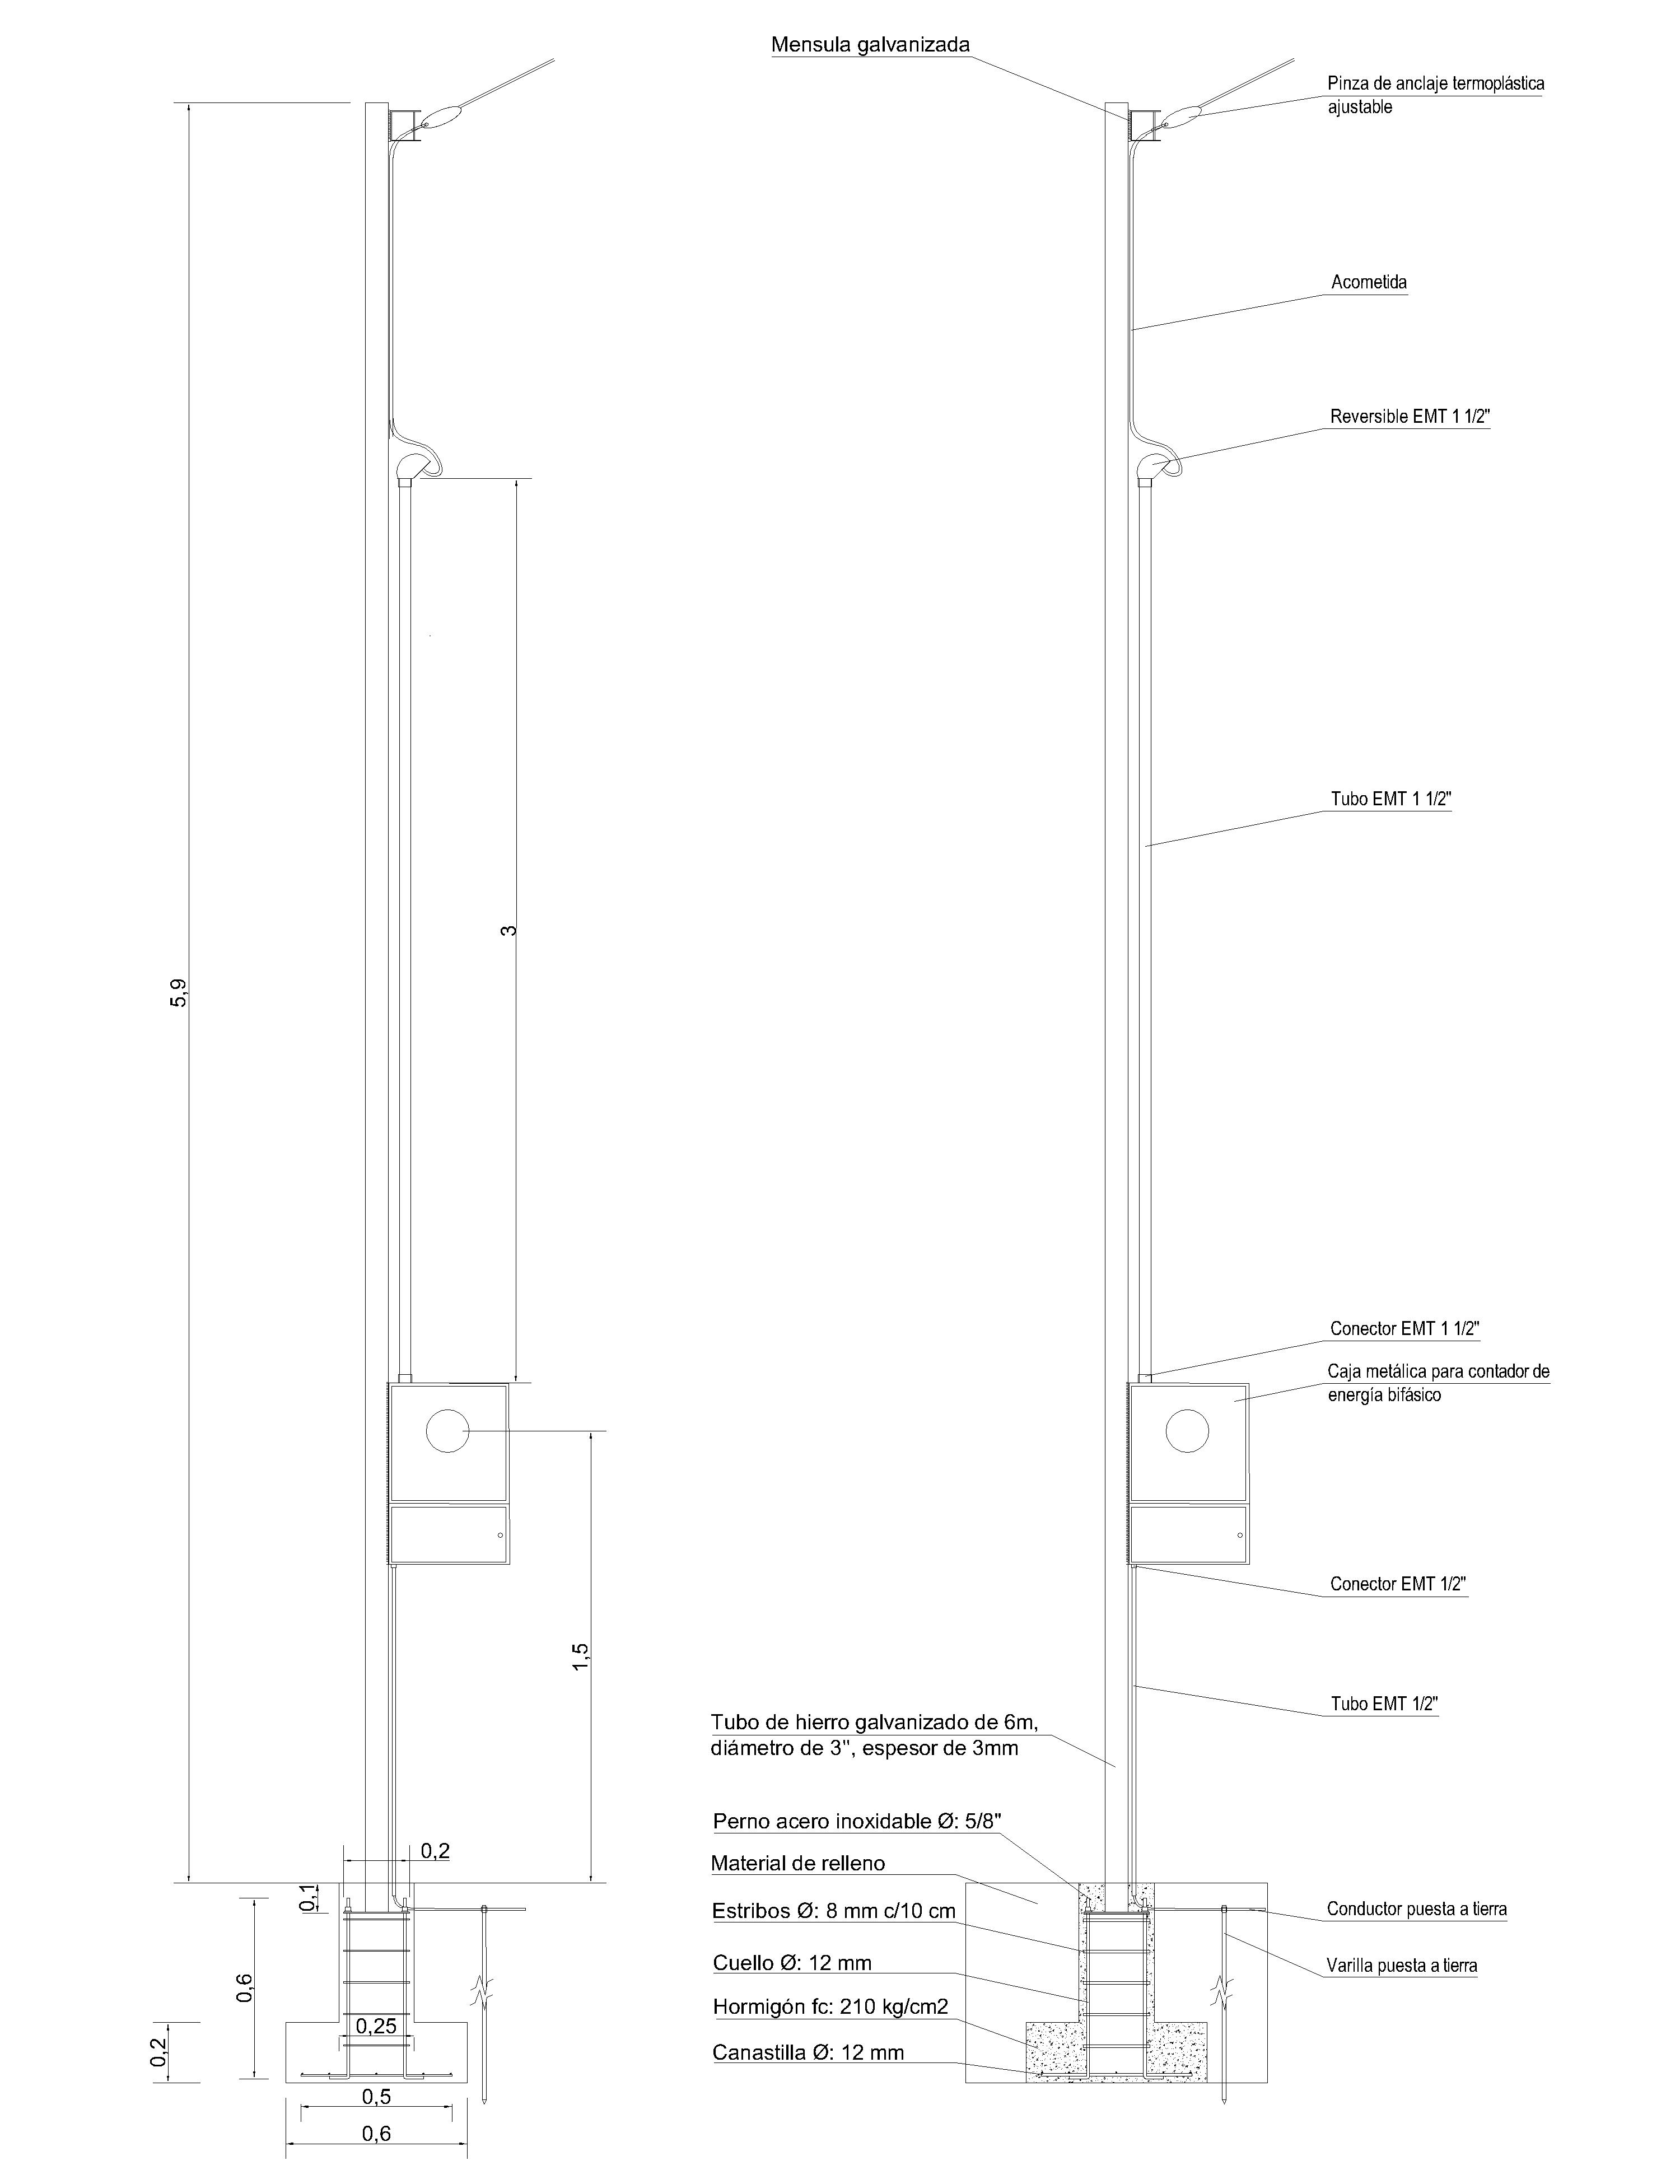 Mensula galvanizada
Pinza de anclaje termoplástica
ajustable
Acometida
Reversible EMT 1 1/2"
Tubo EMT 1 1/2"
3
5,9
Conector EMT 1 1/2"
Caja metálica para contador de
energía bifásico
Conector EMT 1/2"
1,5
Tubo EMT 1/2"
Tubo de hierro galvanizado de 6m,
diámetro de 3", espesor de 3mm
Perno acero inoxidable Ø: 5/8"
0,2
Material de relleno
0,1
Estribos Ø: 8 mm c/10 cm
Conductor puesta a tierra
Cuello Ø: 12 mm
Varilla puesta a tierra
0,6
Hormigón fc: 210 kg/cm2
0,25
0,2
Canastilla Ø: 12 mm
0,5
0,6